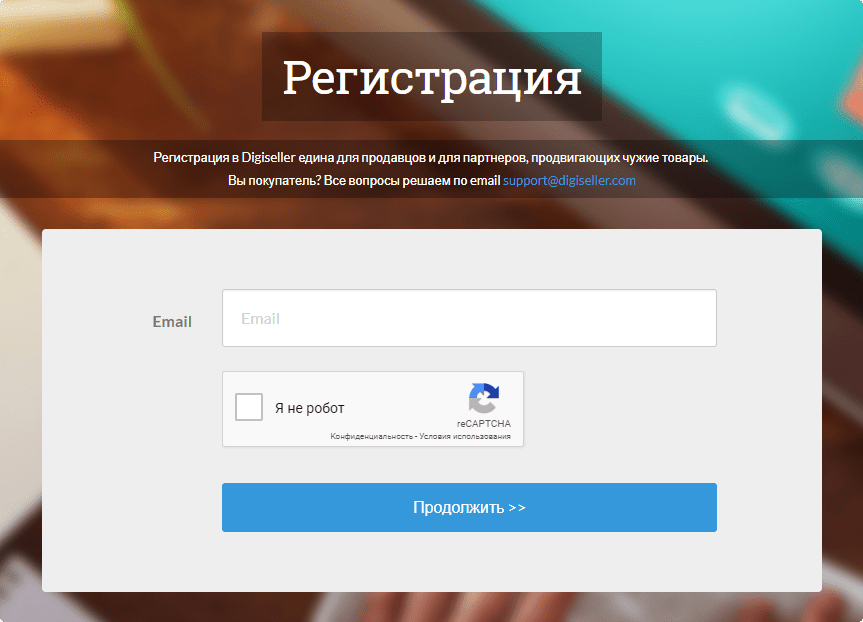 Регистрация
Регистрация в Digiseller едина для продавцов и для партнеров, продвигающих чужие товары.
Вы покупатель? Все вопросы решаем по email support@digiseller.com
Email
Email
Я не робот
reCAPTCHA
Конфиденциальность - Условия использования
Продолжить >>